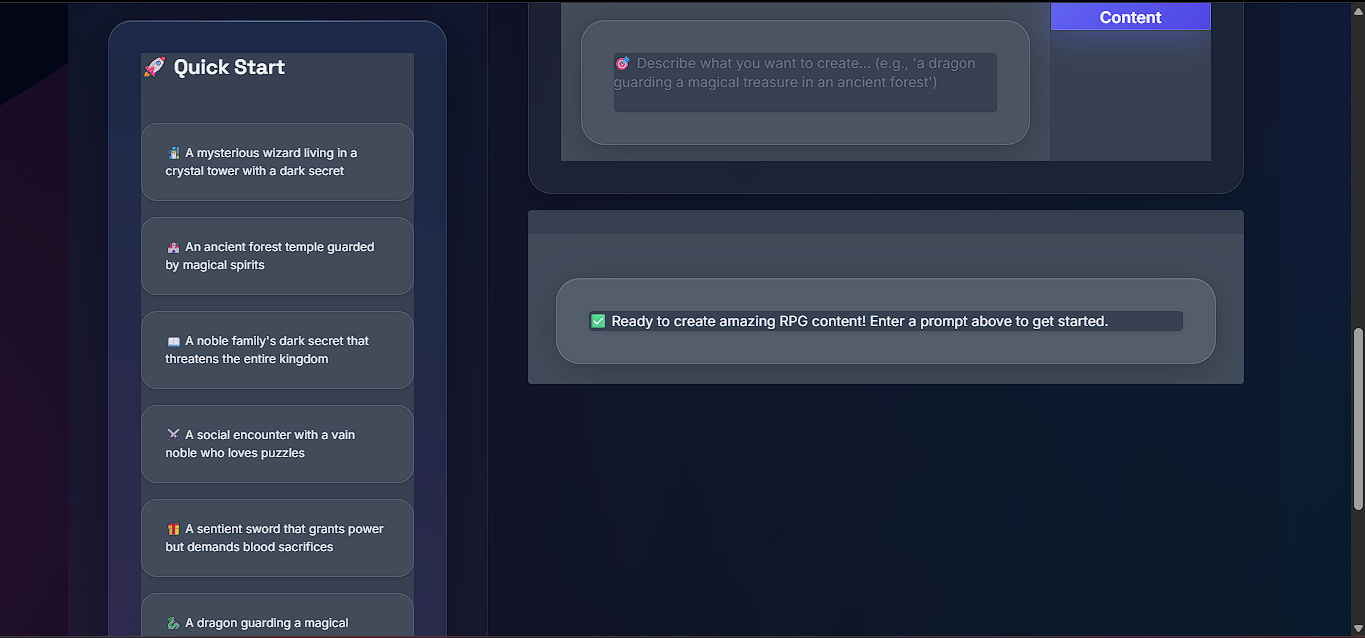 🚀 Quick Start
🧙 A mysterious wizard living in a
crystal tower with a dark secret
🏰 An ancient forest temple guarded
by magical spirits
📖 A noble family's dark secret that
threatens the entire kingdom
⚔️ A social encounter with a vain
noble who loves puzzles
🎁 A sentient sword that grants power
but demands blood sacrifices
🐉 A dragon guarding a magical
Content
🎯 Describe what you want to create... (e.g., 'a dragon
guarding a magical treasure in an ancient forest')
✅ Ready to create amazing RPG content! Enter a prompt above to get started.